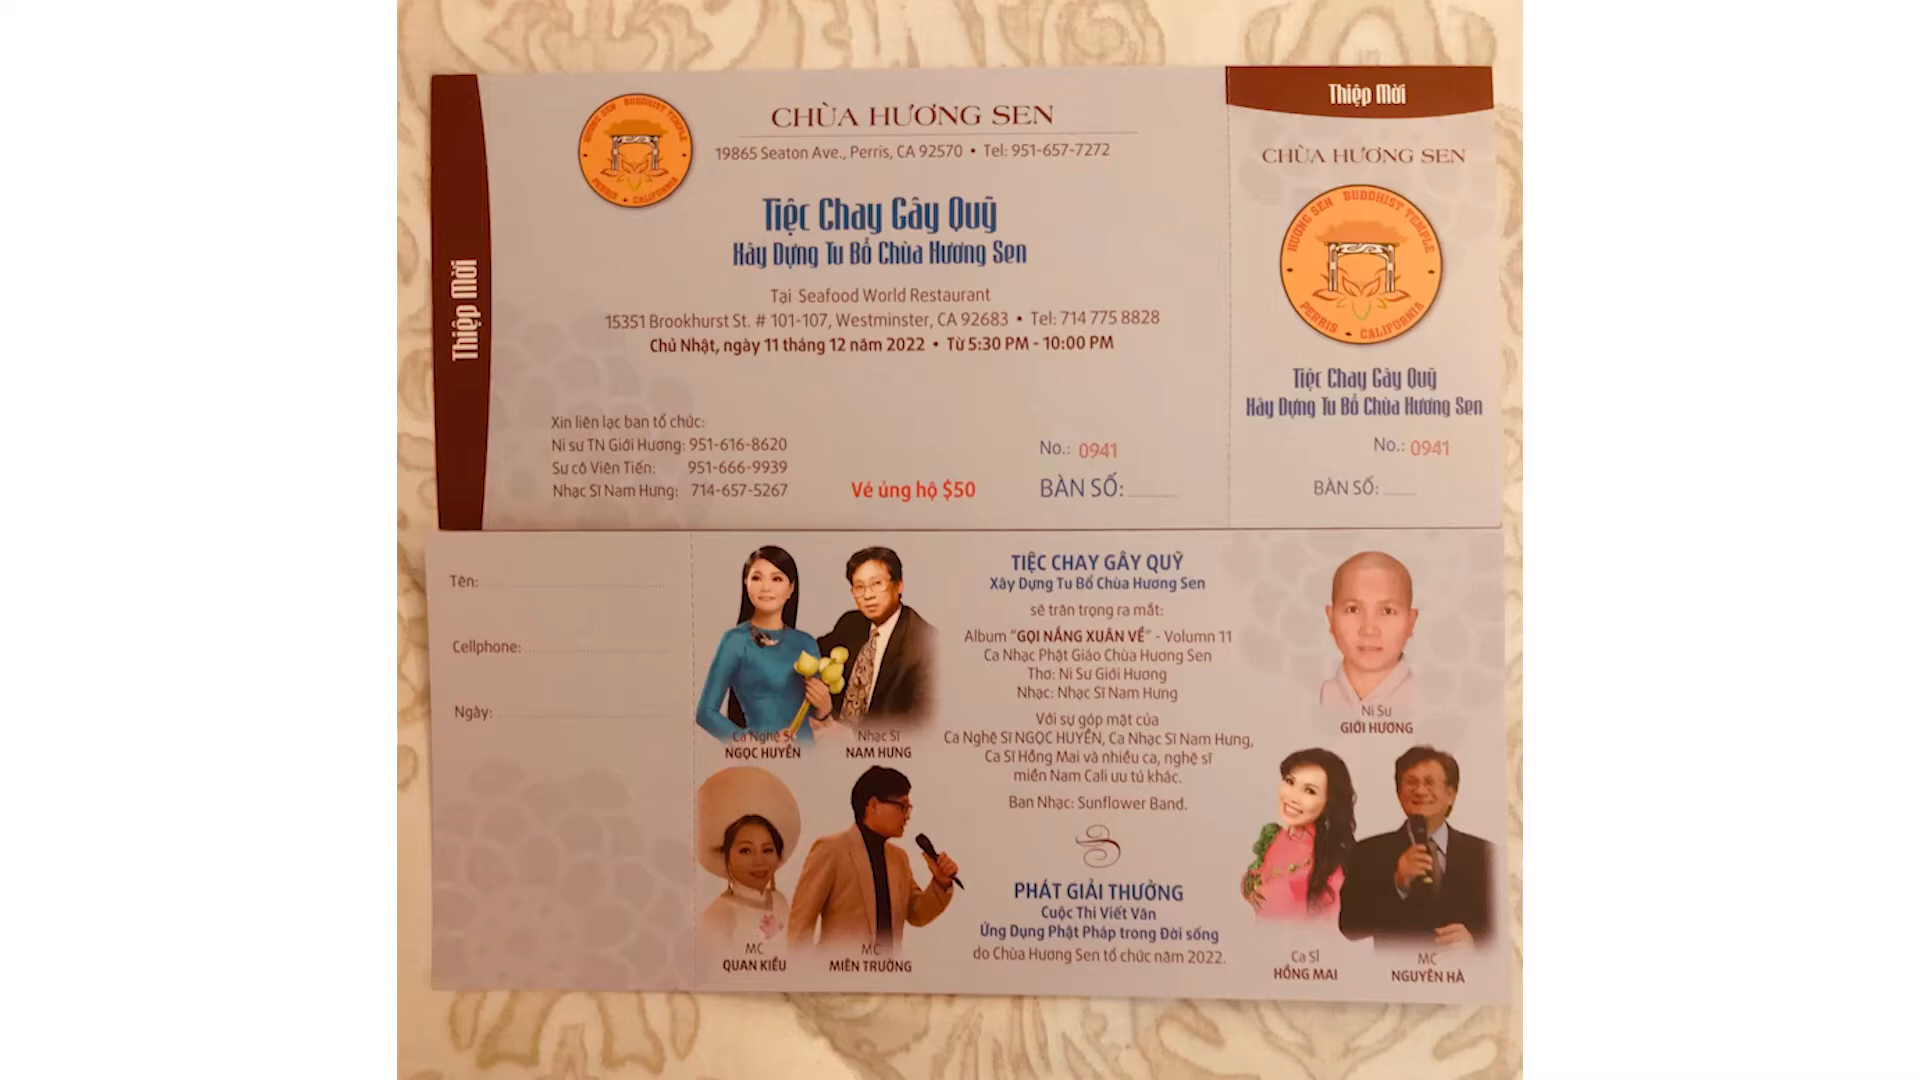 Thiệp Mời
HƯƠNG SEN BUDDHIST TEMPLE
PERRIS • CALIFORNIA
CHÙA HƯƠNG SEN
19865 Seaton Ave., Perris, CA 92570 • Tel: 951-657-7272
Tiệc Chay Gây Quỹ
Xây Dựng Tu Bổ Chùa Hương Sen
Tại Seafood World Restaurant
15351 Brookhurst St. # 101-107, Westminster, CA 92683 • Tel: 714 775 8828
Chủ Nhật, ngày 11 tháng 12 năm 2022 • Từ 5:30 PM - 10:00 PM
Xin liên lạc ban tổ chức:
Ni sư TN Giới Hương: 951-616-8620
Sư cô Viên Tiến: 951-666-9939
Nhạc Sĩ Nam Hưng: 714-657-5267
Vé ủng hộ $50
No.: 0941
BÀN SỐ:
Thiệp Mời
CHÙA HƯƠNG SEN
HƯƠNG SEN BUDDHIST TEMPLE
PERRIS • CALIFORNIA
Tiệc Chay Gây Quỹ
Xây Dựng Tu Bổ Chùa Hương Sen
No.: 0941
BÀN SỐ:
Tên:
Cellphone:
Ngày:
Ca Nghệ Sĩ
NGỌC HUYỀN
Nhạc Sĩ
NAM HƯNG
MC
QUAN KIỀU
MC
MIÊN TRƯỜNG
TIỆC CHAY GÂY QUỸ
Xây Dựng Tu Bổ Chùa Hương Sen
sẽ trân trọng ra mắt:
Album “GỌI NẮNG XUÂN VỀ” - Volumn 11
Ca Nhạc Phật Giáo Chùa Hương Sen
Thơ: Ni Sư Giới Hương
Nhạc: Nhạc Sĩ Nam Hưng
Với sự góp mặt của
Ca Nghệ Sĩ NGỌC HUYỀN, Ca Nhạc Sĩ Nam Hưng,
Ca Sĩ Hồng Mai và nhiều ca, nghệ sĩ
miền Nam Cali ưu tú khác.
Ban Nhạc: Sunflower Band.
PHÁT GIẢI THƯỞNG
Cuộc Thi Viết Văn
Ứng Dụng Phật Pháp trong Đời sống
do Chùa Hương Sen tổ chức năm 2022.
Ni Sư
GIỚI HƯƠNG
Ca Sĩ
HỒNG MAI
MC
NGUYÊN HÀ